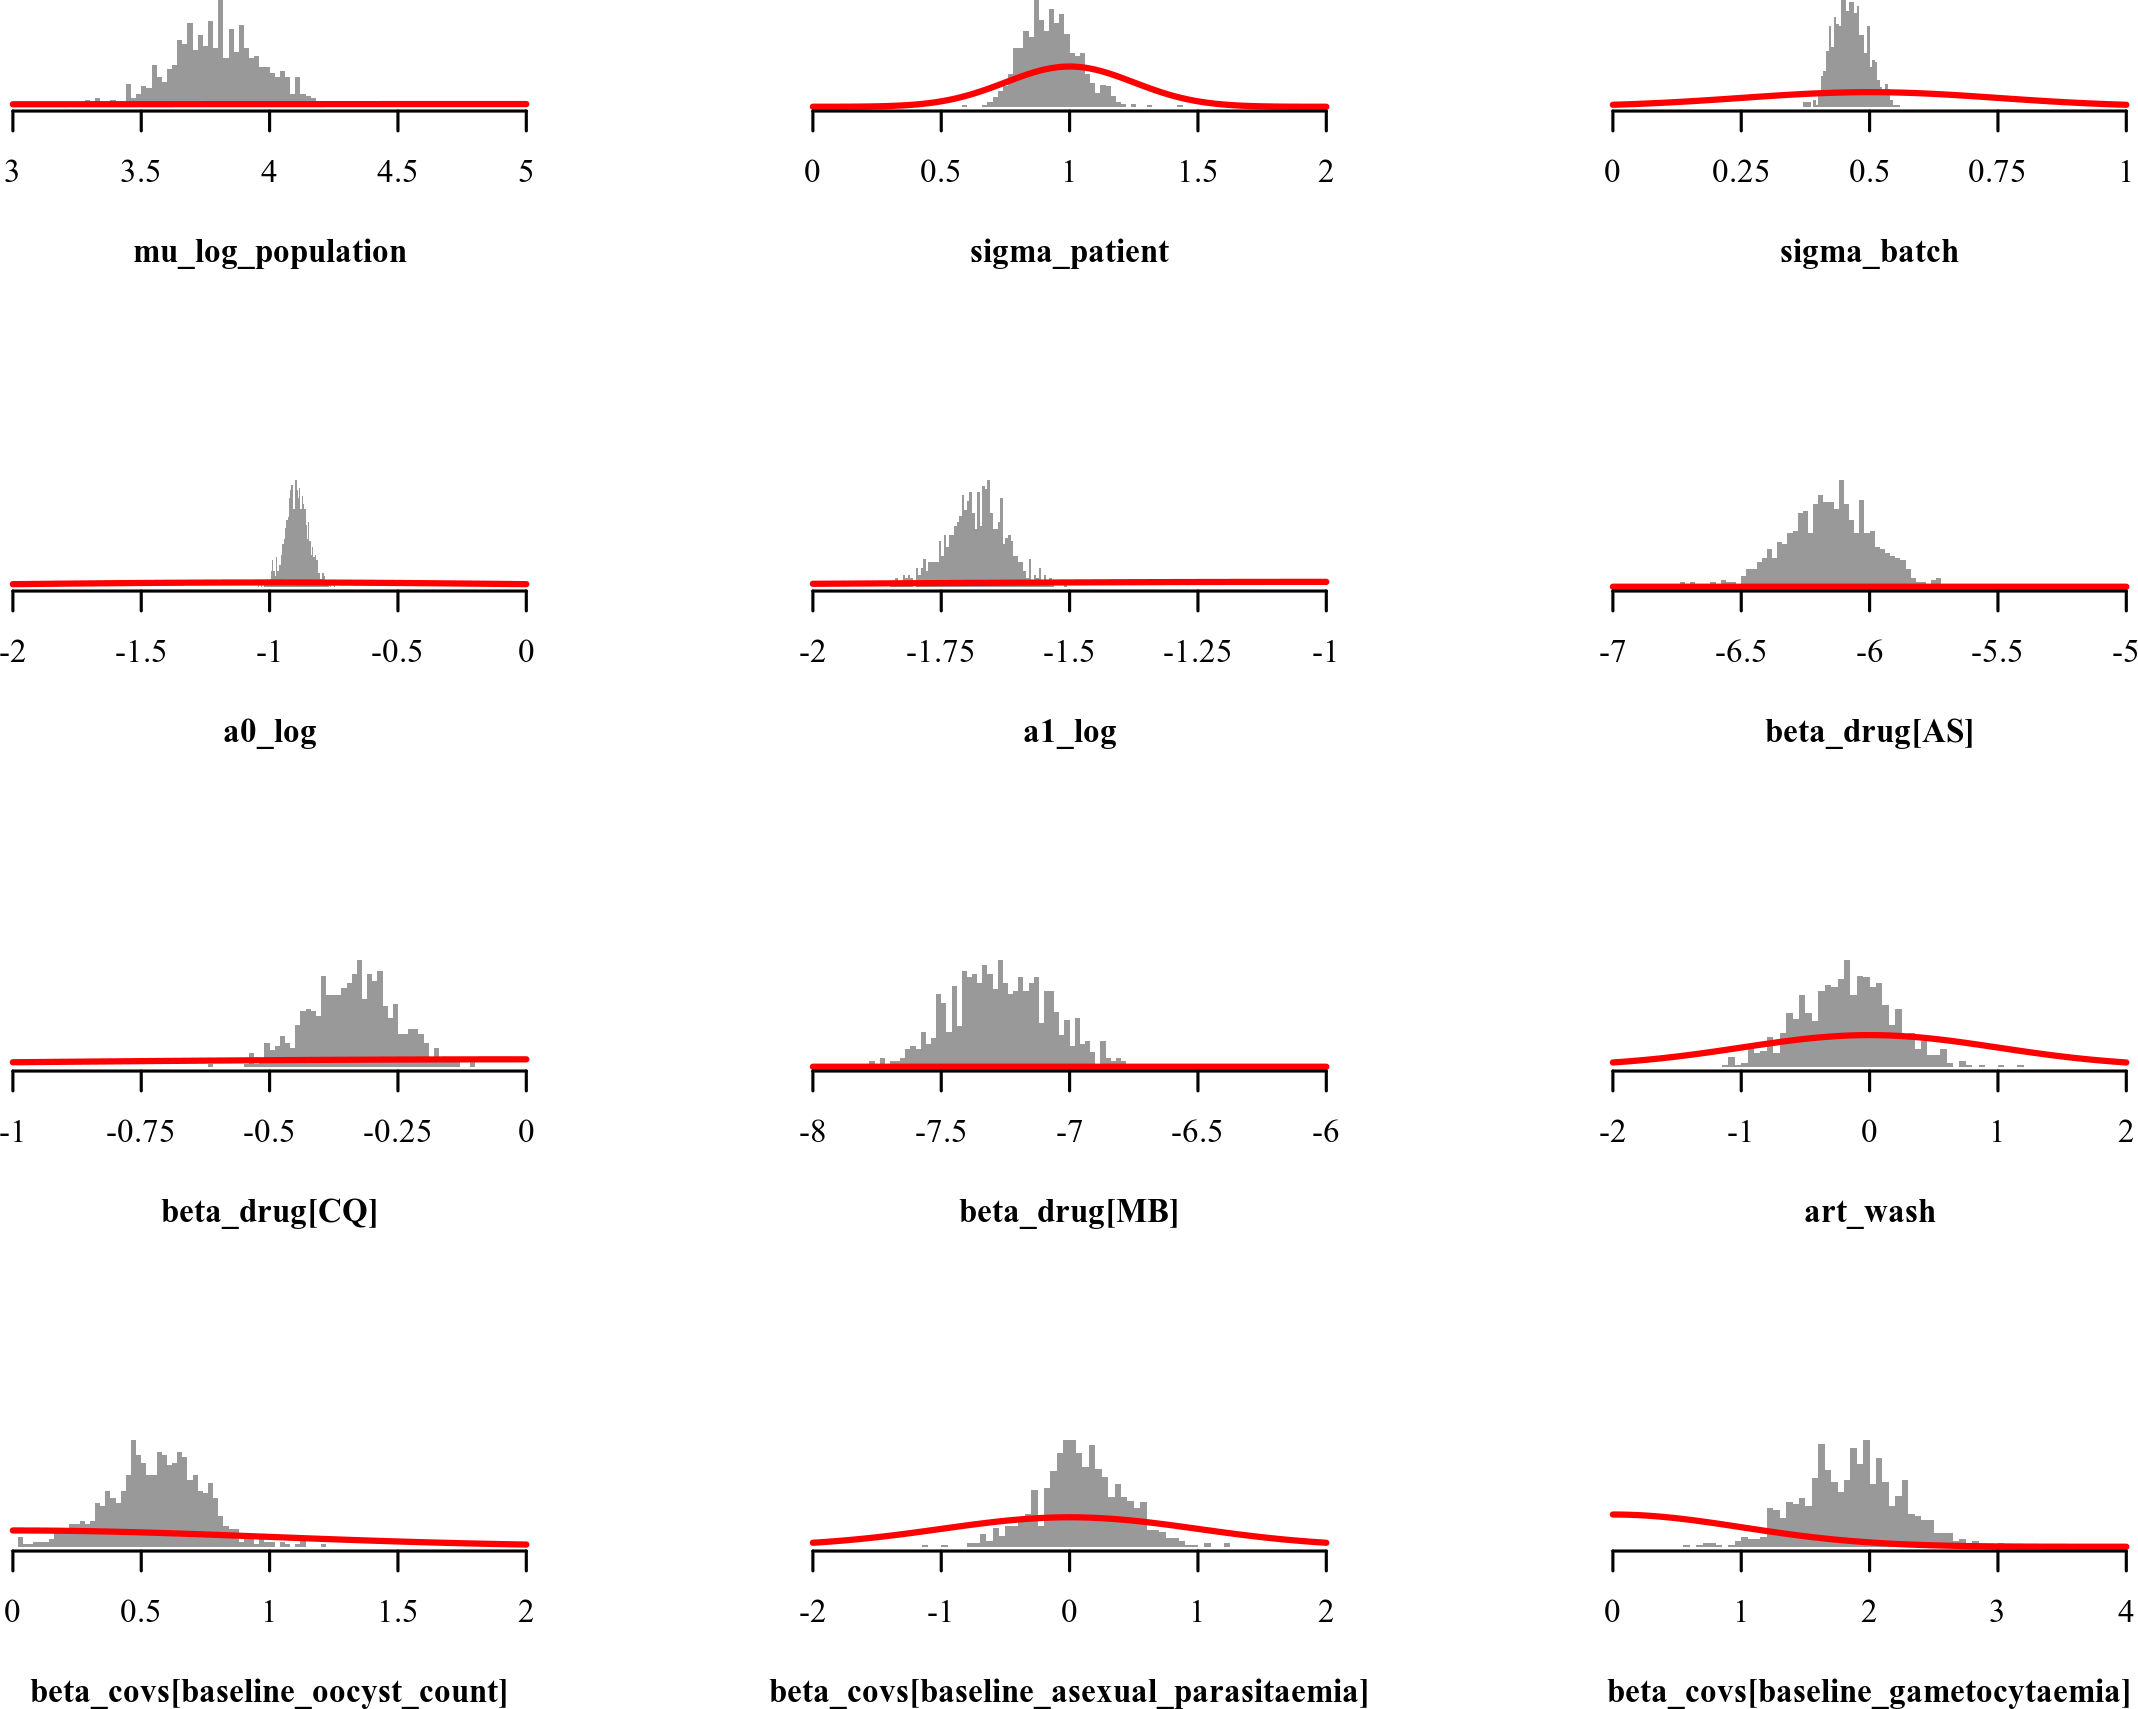 3 3.5 4 4.5 5 0 0.5 1 1.5 2 0 0.25 0.5 0.75 1
mu_log_population sigma_patient sigma_batch
-2 -1.5 -1 -0.5 0 -2 -1.75 -1.5 -1.25 -1 -7 -6.5 -6 -5.5 -5
a0_log a1_log beta_drug[AS]
-1 -0.75 -0.5 -0.25 0 -8 -7.5 -7 -6.5 -6 -2 -1 0 1 2
beta_drug[CQ] beta_drug[MB] art_wash
0 0.5 1 1.5 2 -2 -1 0 1 2 0 1 2 3 4
beta_covs[baseline_oocyst_count] beta_covs[baseline_asexual_parasitaemia] beta_covs[baseline_gametocytaemia]